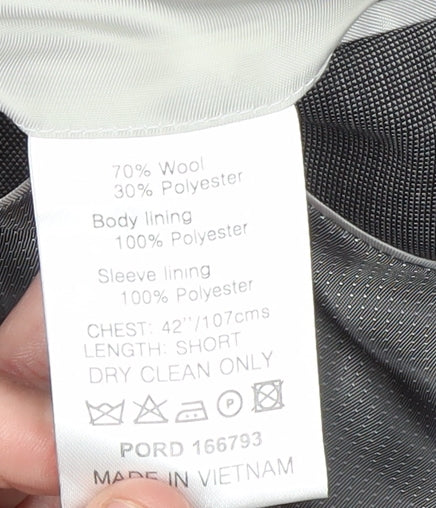 70% Wool
30% Polyester
Body lining
100% Polyester
Sleeve lining
100% Polyester
CHEST: 42''/107cms
LENGTH: SHORT
DRY CLEAN ONLY
P
PORD 166793
MADE IN VIETNAM